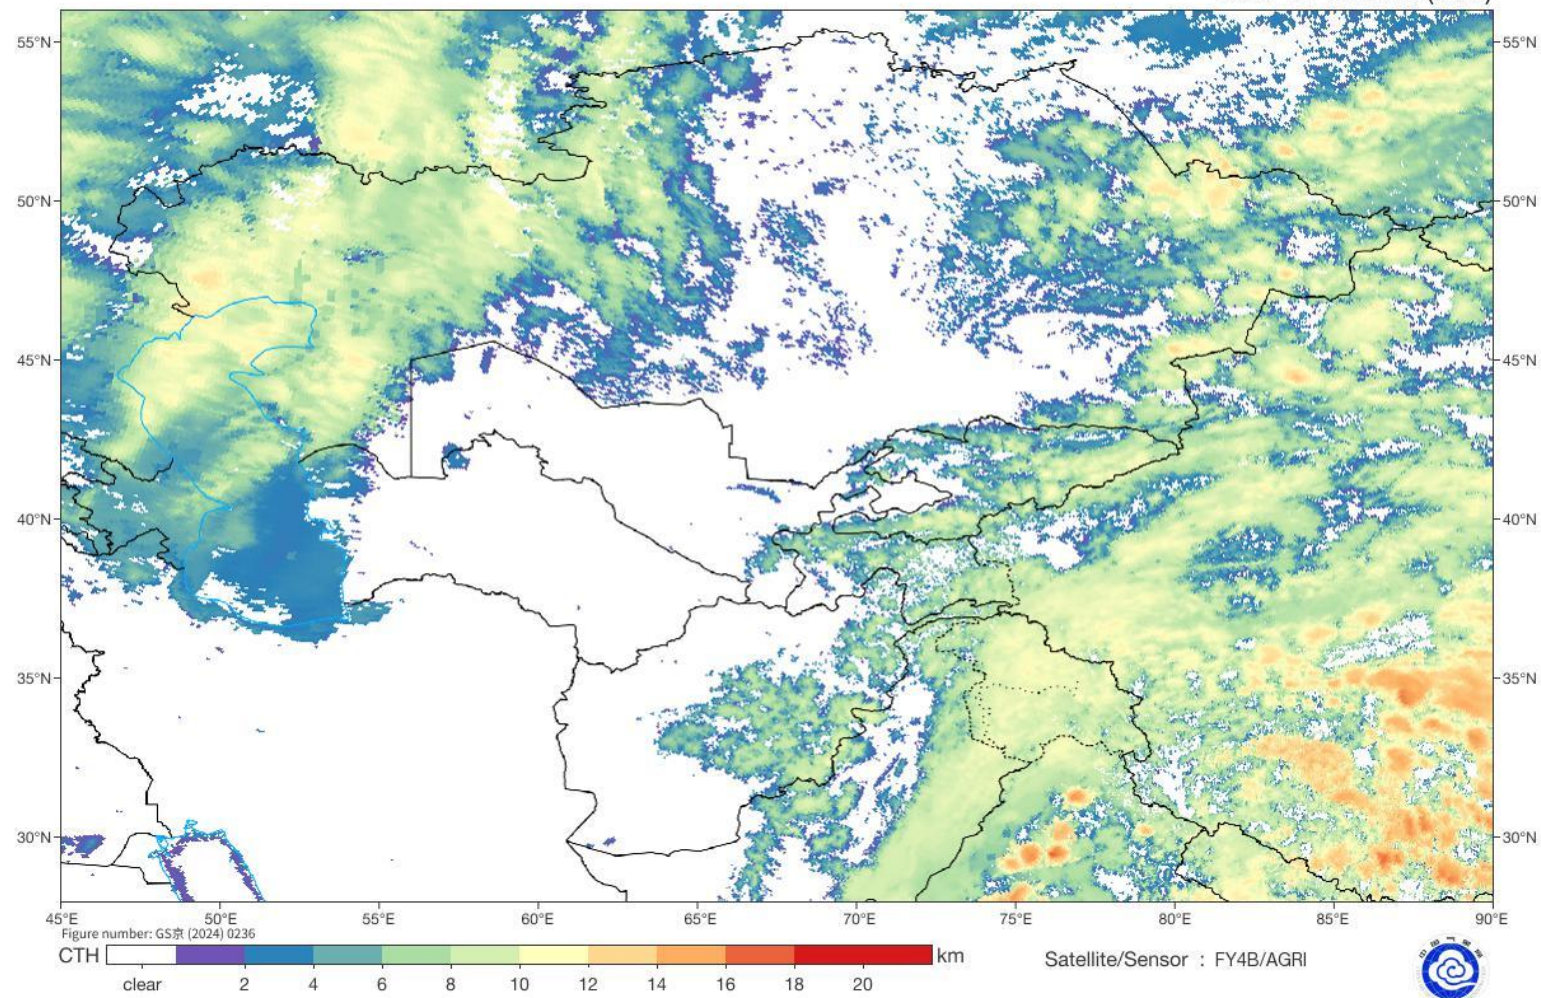 55°N
55°N
50°N
50°N
45°N
45°N
40°N
40°N
35°N
35°N
30°N
30°N
45°E 50°E 55°E 60°E 65°E 70°E 75°E 80°E 85°E 90°E
Figure number: GS京 (2024) 0236
CTH km Satellite/Sensor : FY4B/AGRI
clear 2 4 6 8 10 12 14 16 18 20